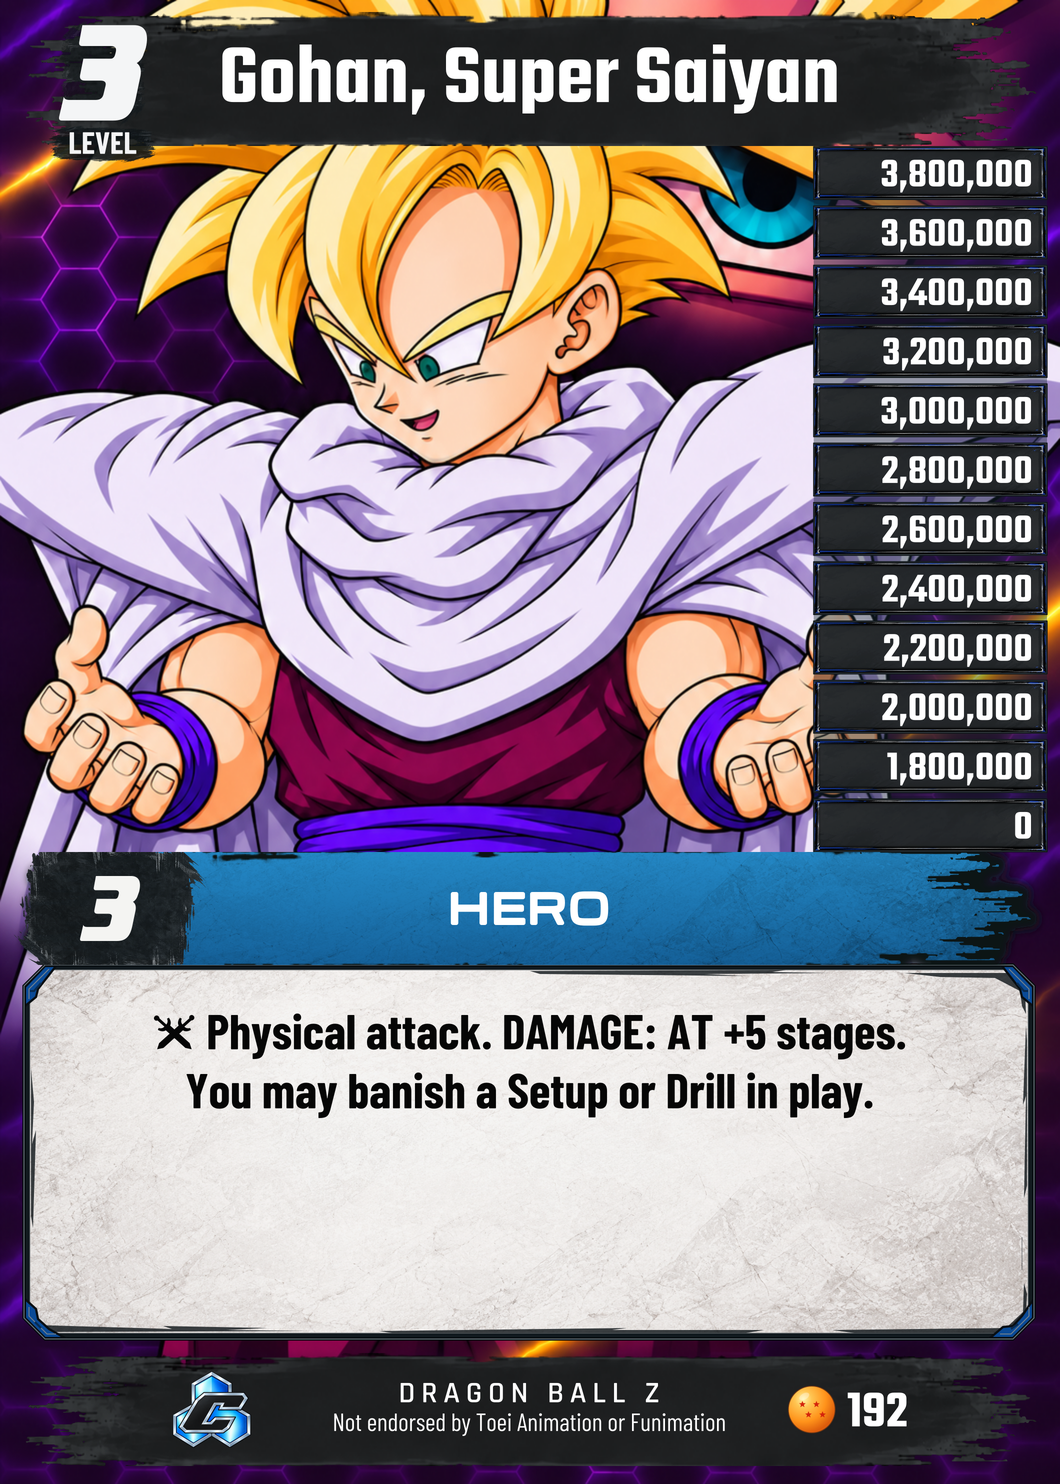 3
LEVEL
Gohan, Super Saiyan
3,800,000
3,600,000
3,400,000
3,200,000
3,000,000
2,800,000
2,600,000
2,400,000
2,200,000
2,000,000
1,800,000
0
3
HERO
Physical attack. DAMAGE: AT +5 stages.
You may banish a Setup or Drill in play.
DRAGON BALL Z
Not endorsed by Toei Animation or Funimation
192